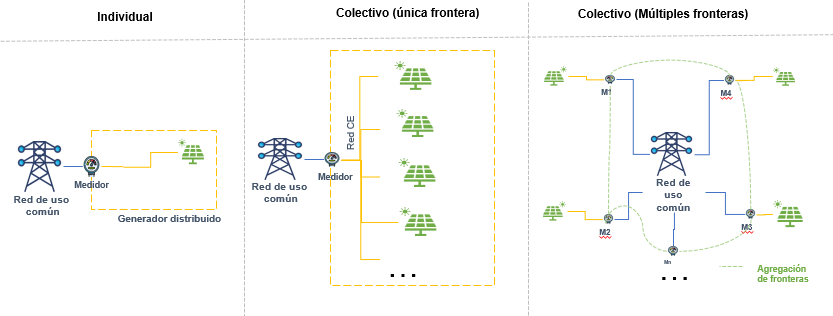 Individual
Colectivo (única frontera)
Colectivo (Múltiples fronteras)
Red de uso
común
Medidor
Generador distribuido
Red de uso
común
Medidor
Red CE
...
M1
M4
Red de
uso
común
M2
M3
Mn
...
Agregación
de fronteras